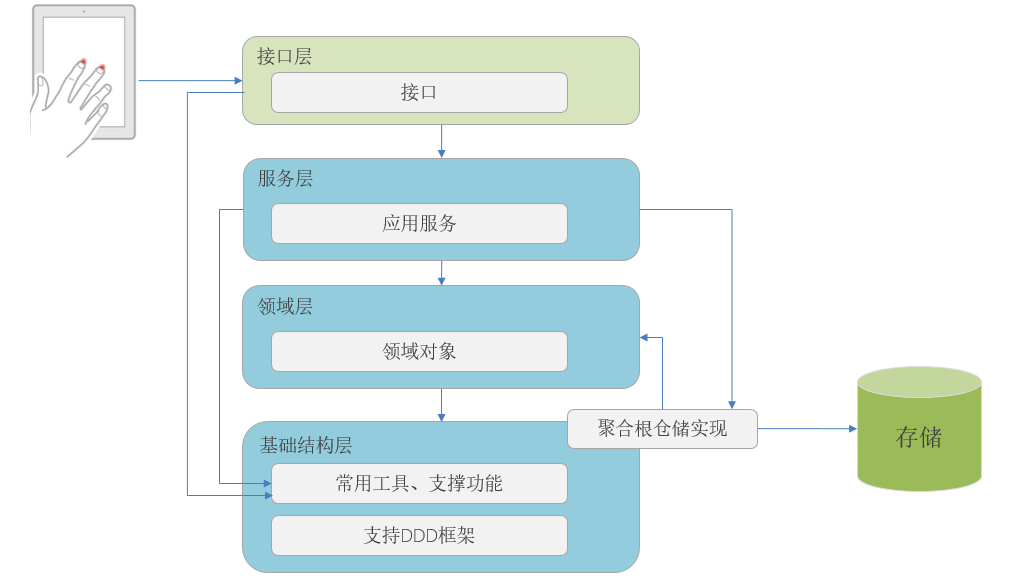 接口层
接口
服务层
应用服务
领域层
领域对象
基础结构层
聚合根仓储实现
存储
常用工具、支撑功能
支持DDD框架